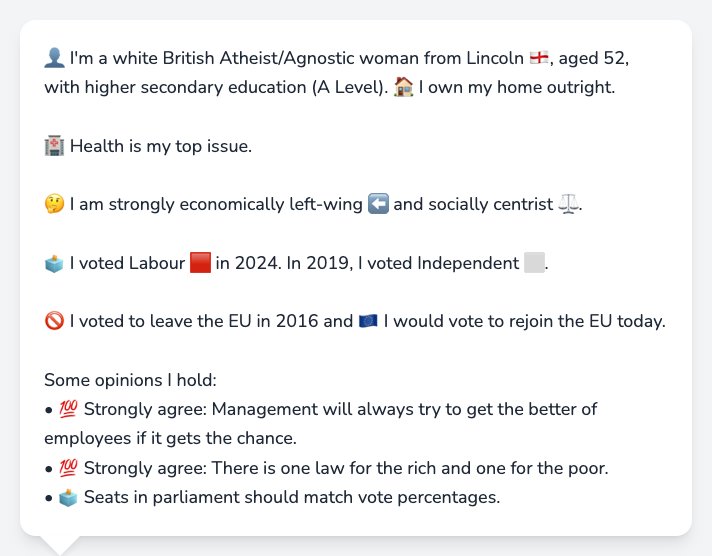 👤 I'm a white British Atheist/Agnostic woman from Lincoln 🏴󠁧󠁢󠁥󠁮󠁧󠁿, aged 52,
with higher secondary education (A Level). 🏠 I own my home outright.
🏥 Health is my top issue.
🤔 I am strongly economically left-wing ⬅️ and socially centrist ⚖️.
🗳️ I voted Labour 🟥 in 2024. In 2019, I voted Independent ⬜.
🚫 I voted to leave the EU in 2016 and 🇪🇺 I would vote to rejoin the EU today.
Some opinions I hold:
• 💯 Strongly agree: Management will always try to get the better of
employees if it gets the chance.
• 💯 Strongly agree: There is one law for the rich and one for the poor.
• 🗳️ Seats in parliament should match vote percentages.